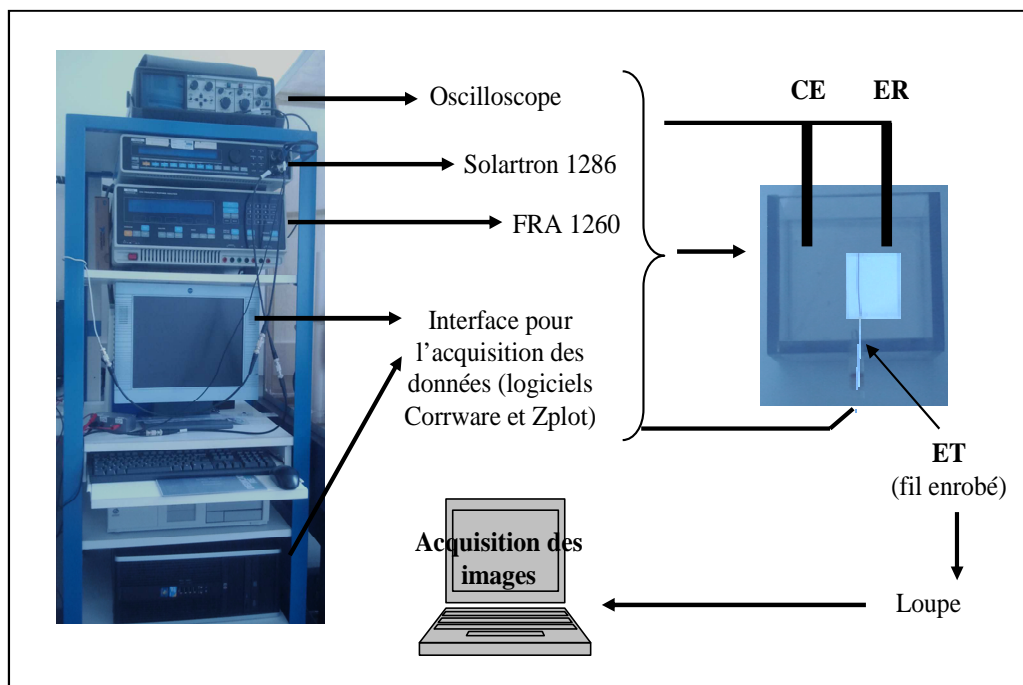 Oscilloscope
Solartron 1286
FRA 1260
Interface pour
l'acquisition des
données (logiciels
Corrware et Zplot)
CE ER
ET
(fil enrobé)
Loupe
Acquisition des
images